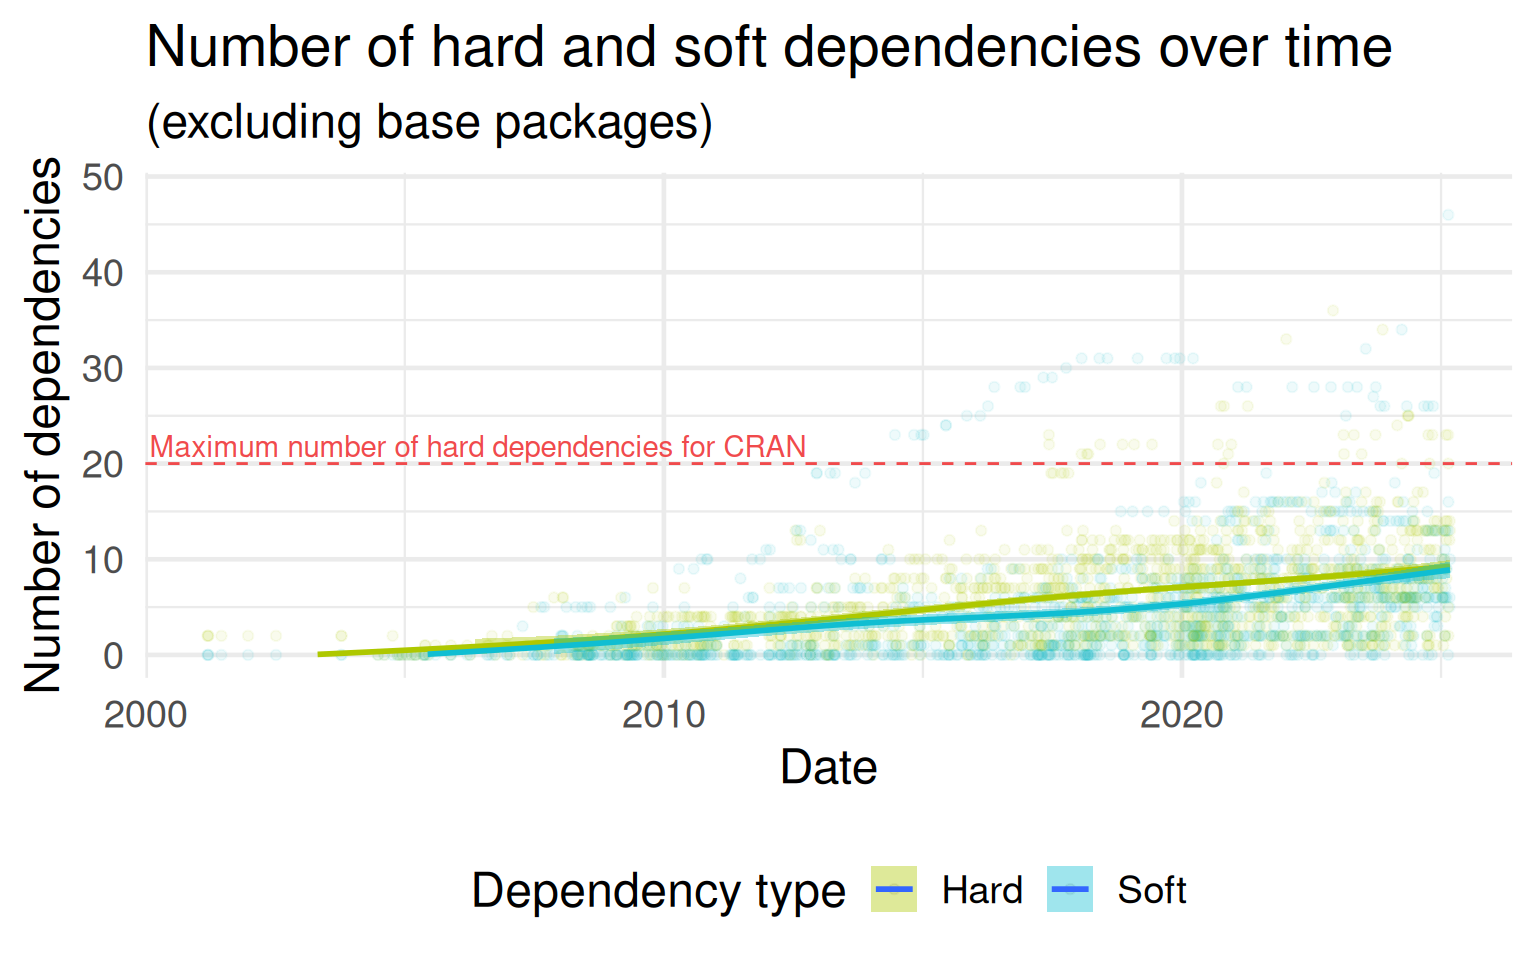 Number of hard and soft dependencies over time
(excluding base packages)
Number of dependencies
50
40
30
Maximum number of hard dependencies for CRAN
20
10
0
2000 2010 2020
Date
Dependency type Hard Soft